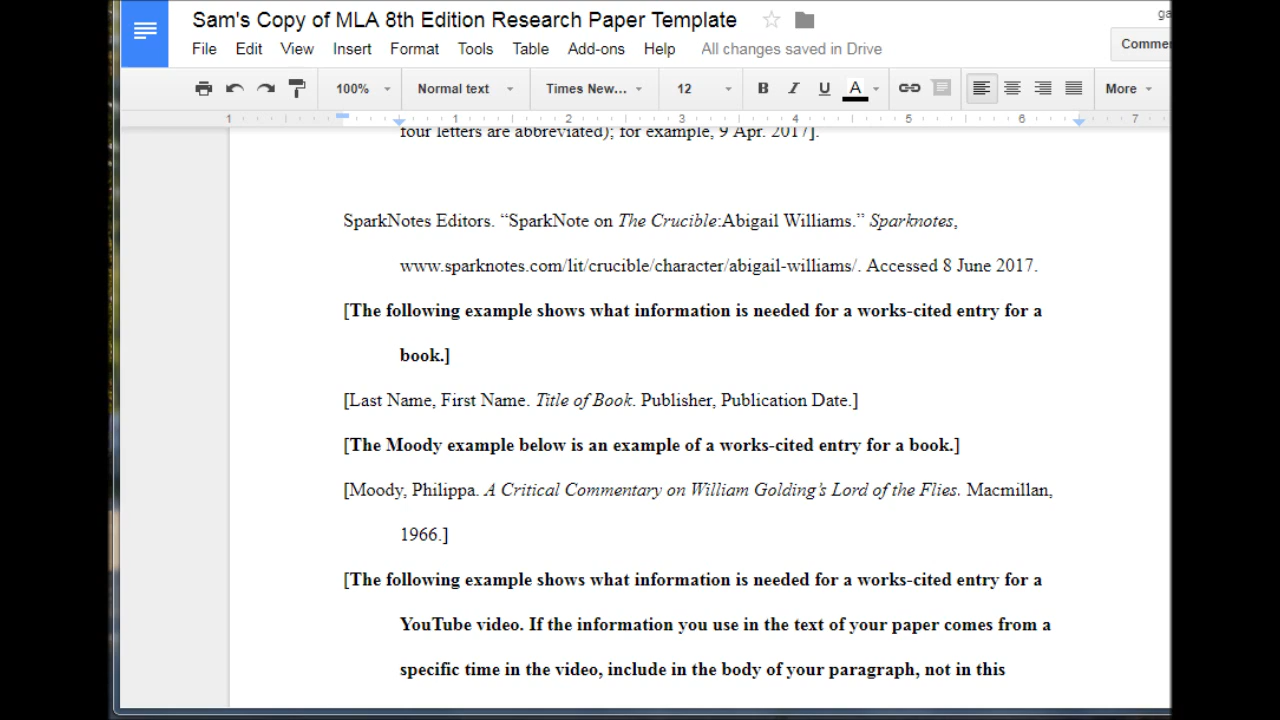 Sam's Copy of MLA 8th Edition Research Paper Template
File Edit View Insert Format Tools Table Add-ons Help All changes saved in Drive
100% Normal text Times New... 12 B I U A More
1 1 2 3 4 5 6 7
four letters are abbreviated); for example, 9 Apr. 2017].
SparkNotes Editors. “SparkNote on The Crucible:Abigail Williams.” Sparknotes,
www.sparknotes.com/lit/crucible/character/abigail-williams/. Accessed 8 June 2017.
[The following example shows what information is needed for a works-cited entry for a
book.]
[Last Name, First Name. Title of Book. Publisher, Publication Date.]
[The Moody example below is an example of a works-cited entry for a book.]
[Moody, Philippa. A Critical Commentary on William Golding’s Lord of the Flies. Macmillan,
1966.]
[The following example shows what information is needed for a works-cited entry for a
YouTube video. If the information you use in the text of your paper comes from a
specific time in the video, include in the body of your paragraph, not in this